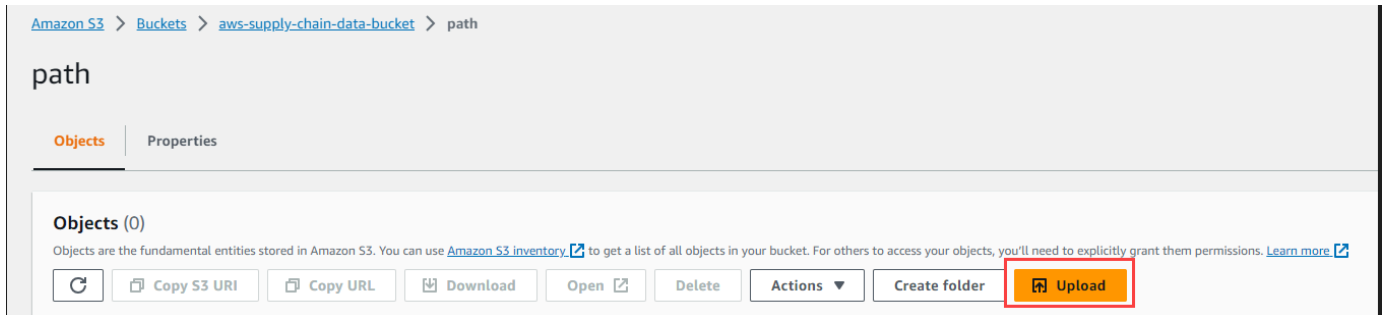 Amazon S3 > Buckets > aws-supply-chain-data-bucket > path
path
Objects Properties
Objects (0)
Objects are the fundamental entities stored in Amazon S3. You can use Amazon S3 inventory to get a list of all objects in your bucket. For others to access your objects, you'll need to explicitly grant them permissions. Learn more
Copy S3 URI Copy URL Download Open Delete Actions Create folder Upload